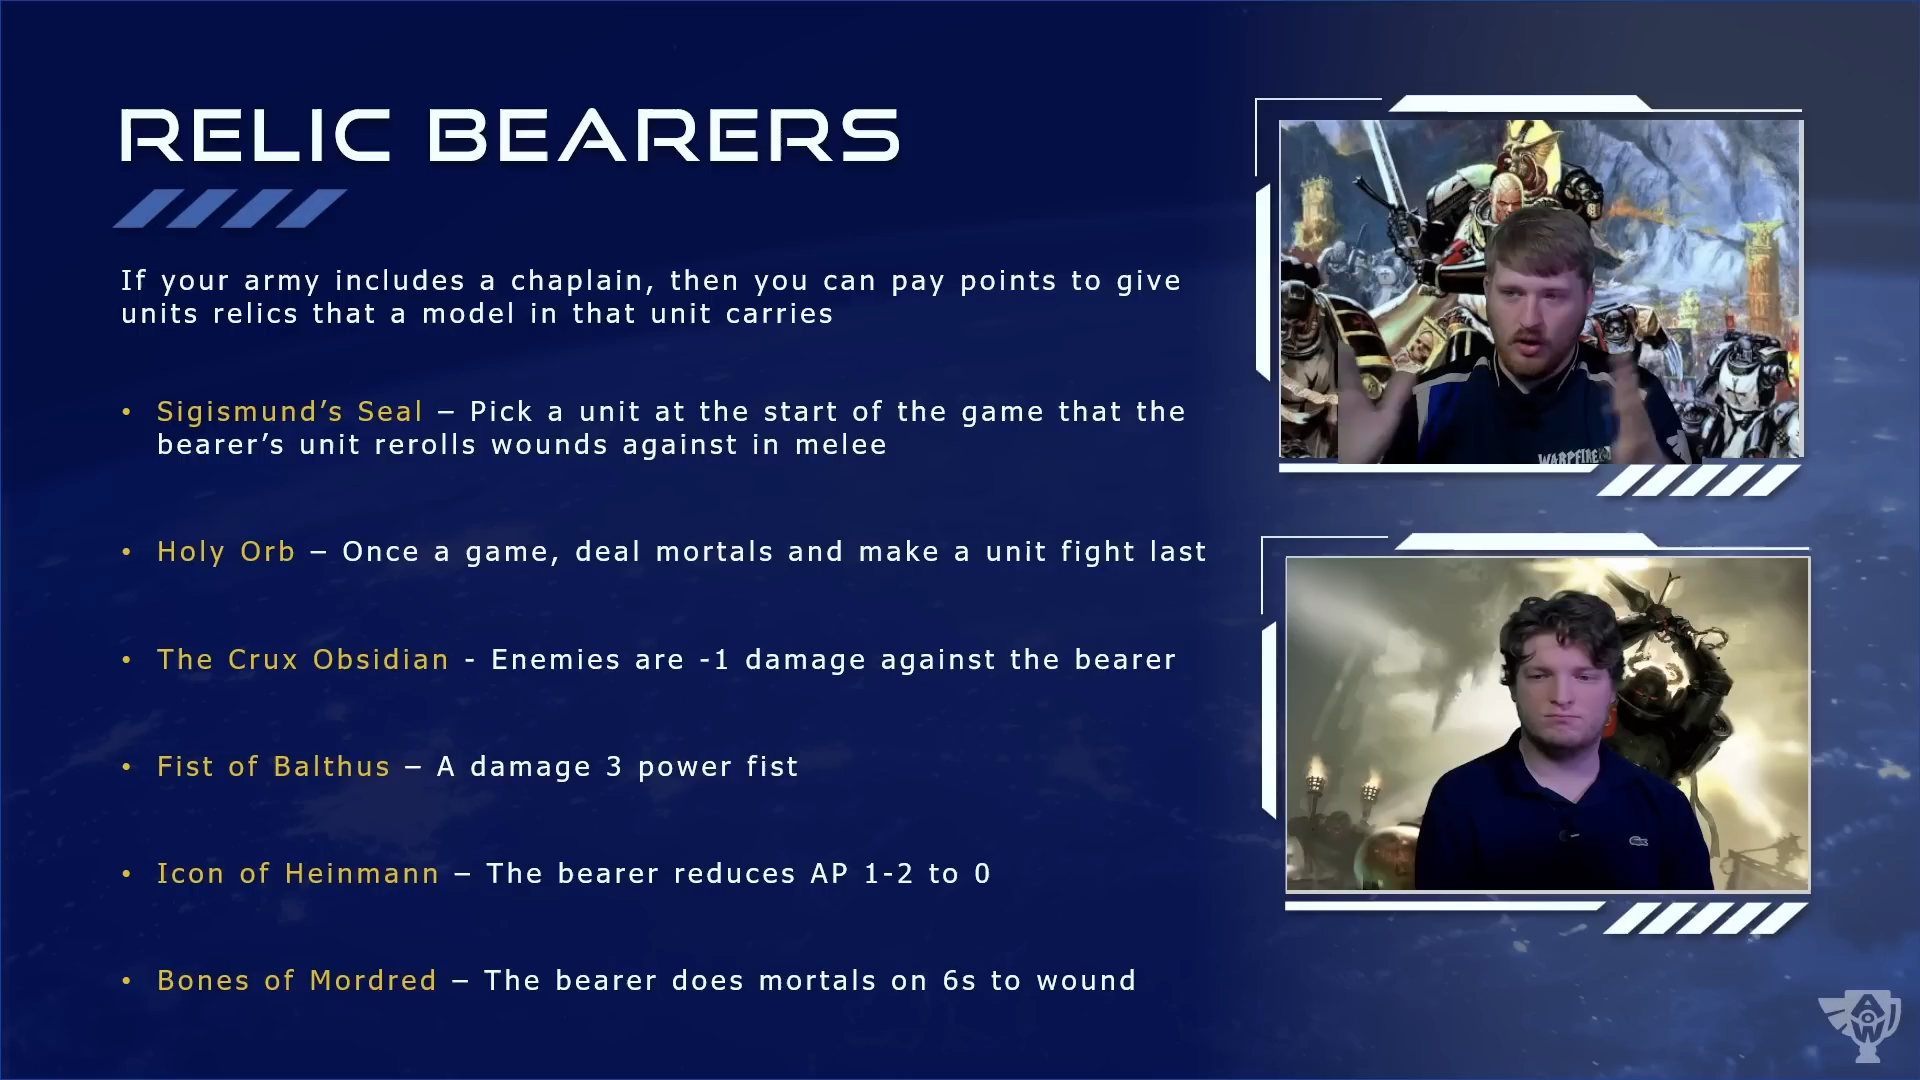 RELIC BEARERS
If your army includes a chaplain, then you can pay points to give
units relics that a model in that unit carries
• Sigismund’s Seal – Pick a unit at the start of the game that the
bearer’s unit rerolls wounds against in melee
• Holy Orb – Once a game, deal mortals and make a unit fight last
• The Crux Obsidian - Enemies are -1 damage against the bearer
• Fist of Balthus – A damage 3 power fist
• Icon of Heinmann – The bearer reduces AP 1-2 to 0
• Bones of Mordred – The bearer does mortals on 6s to wound
AOW